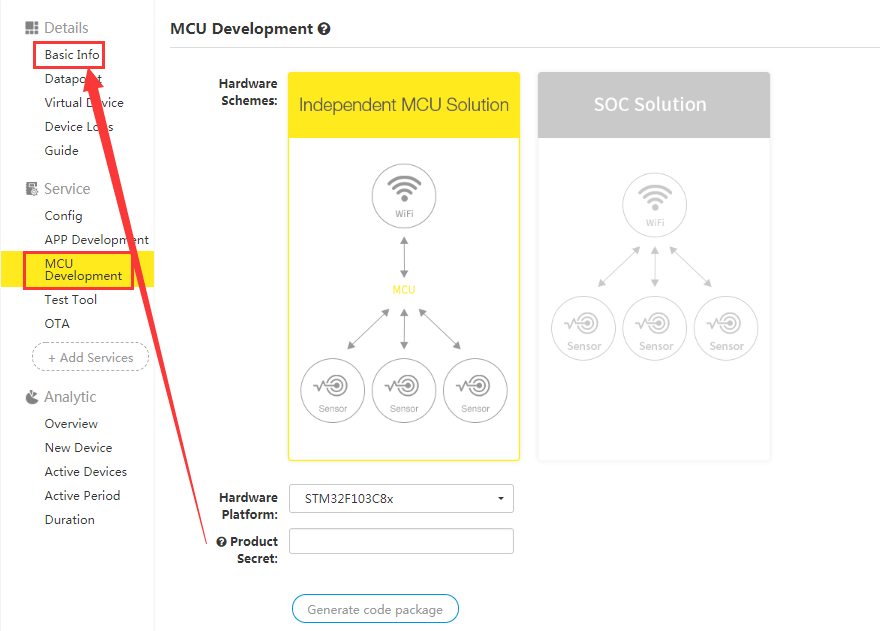 Details
Basic Info
Datapoint
Virtual Device
Device Logs
Guide
Service
Config
APP Development
MCU
Development
Test Tool
OTA
+ Add Services
Analytic
Overview
New Device
Active Devices
Active Period
Duration
MCU Development ?
Hardware
Schemes:
Independent MCU Solution
WiFi
MCU
Sensor
Sensor
Sensor
SOC Solution
WiFi
Sensor
Sensor
Sensor
Hardware
Platform:
STM32F103C8x
? Product
Secret:
Generate code package